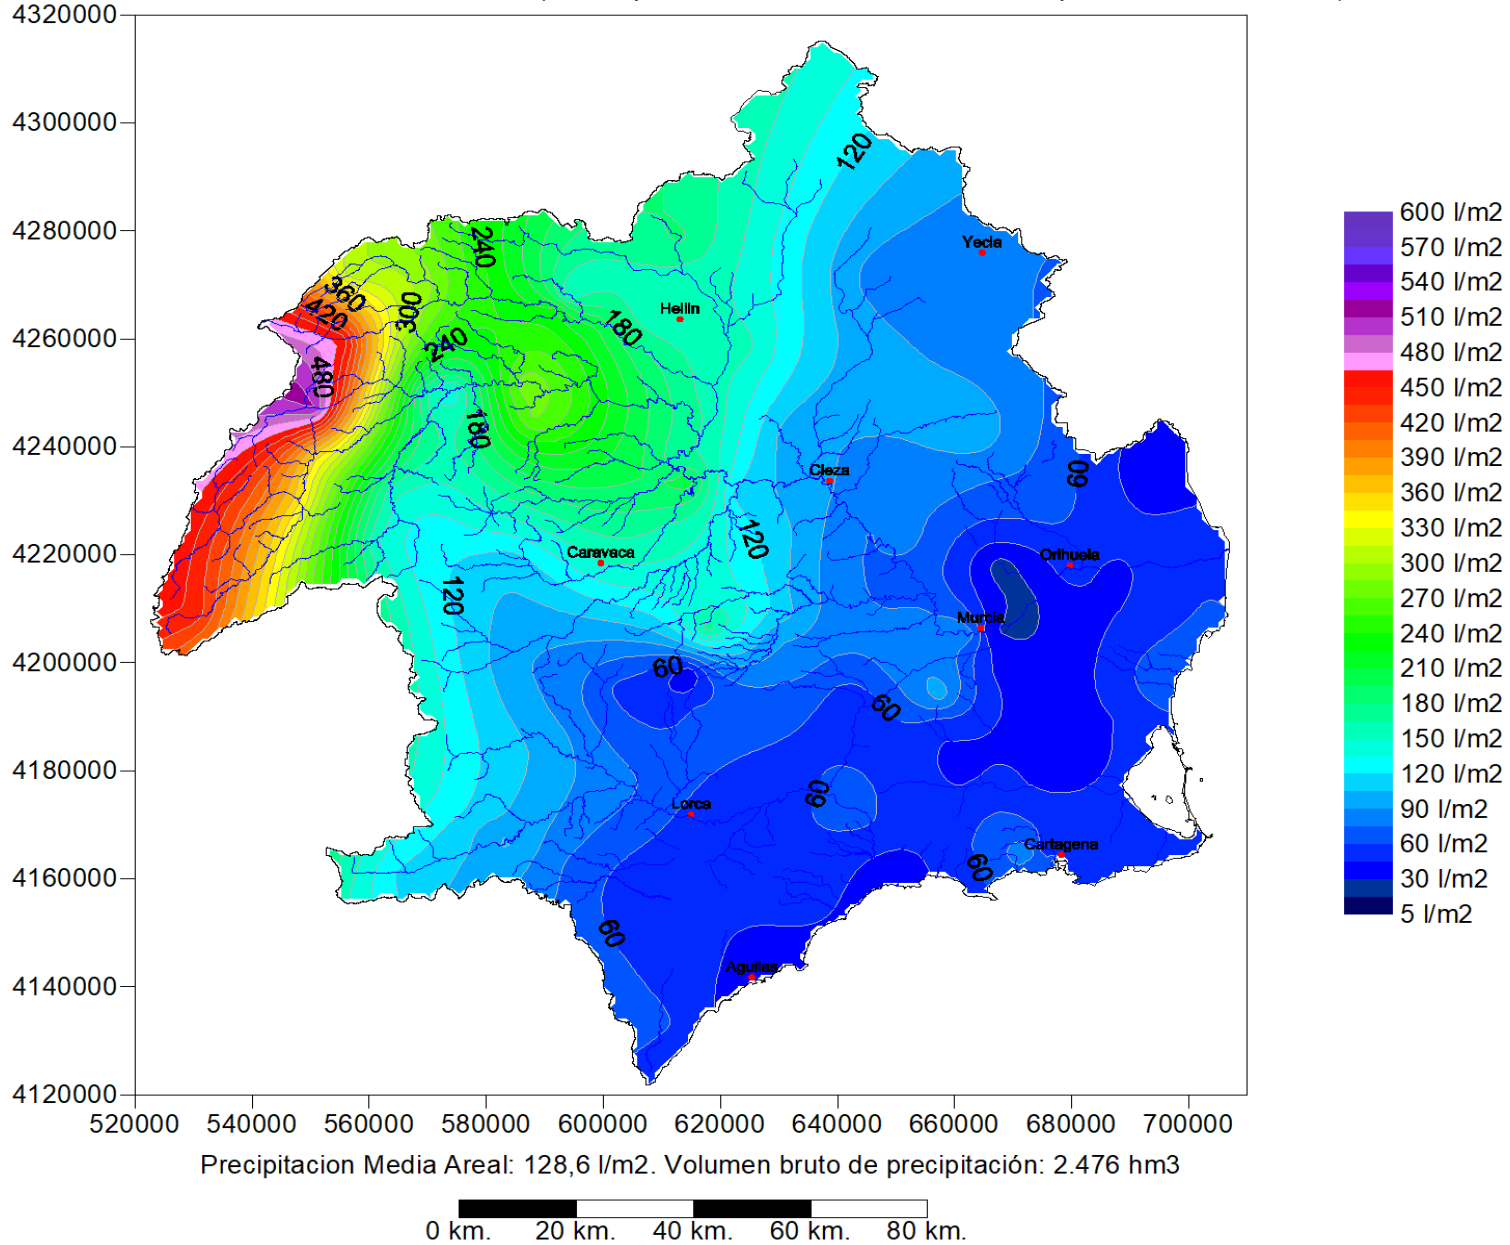 4320000
4300000
4280000
4260000
4240000
4220000
4200000
4180000
4160000
4140000
4120000
520000 540000 560000 580000 600000 620000 640000 660000 680000 700000
120
240
Yecla
360
420
300
Hellin
180
240
480
180
Cieza
60
120
Caravaca
Orihuela
120
Murcia
60
60
60
Lorca
Cartagena
60
60
Aguilas
600 l/m2
570 l/m2
540 l/m2
510 l/m2
480 l/m2
450 l/m2
420 l/m2
390 l/m2
360 l/m2
330 l/m2
300 l/m2
270 l/m2
240 l/m2
210 l/m2
180 l/m2
150 l/m2
120 l/m2
90 l/m2
60 l/m2
30 l/m2
5 l/m2
Precipitacion Media Areal: 128,6 l/m2. Volumen bruto de precipitación: 2.476 hm3
0 km. 20 km. 40 km. 60 km. 80 km.